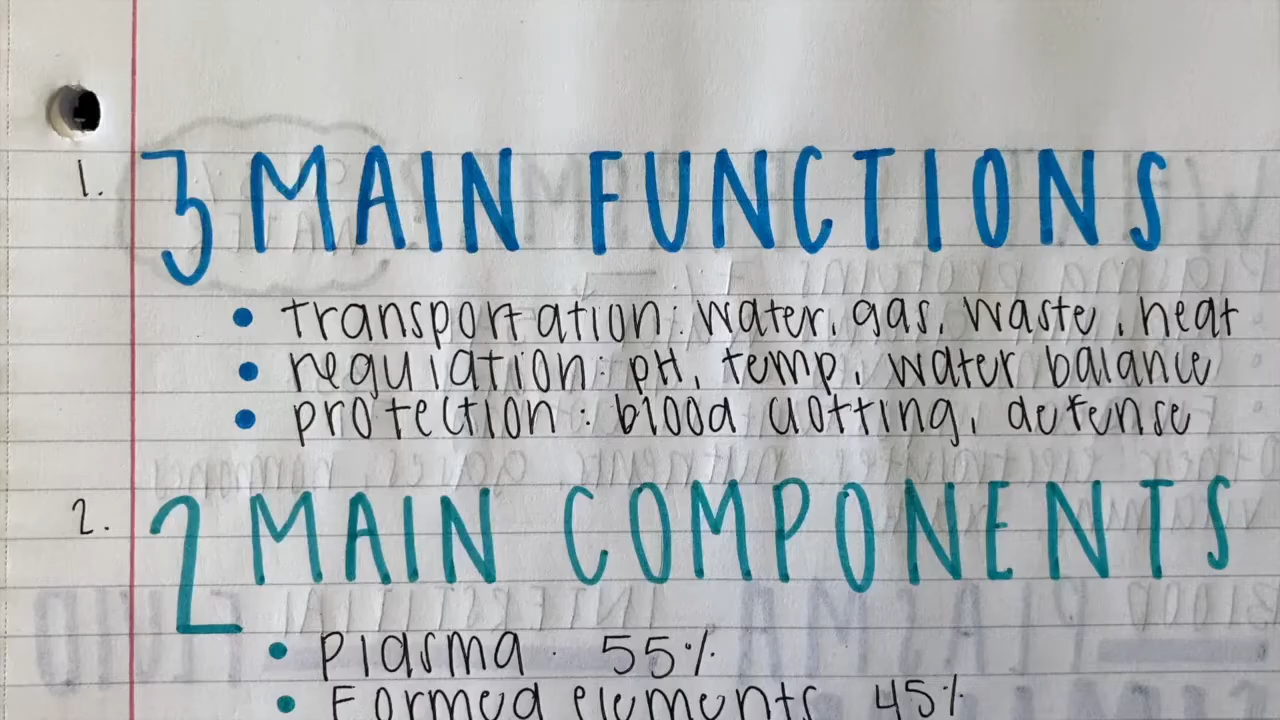 1. 3 MAIN FUNCTIONS
• transportation: water, gas, waste, heat
• regulation: pH, temp, water balance
• protection: blood clotting, defense
2. 2 MAIN COMPONENTS
• plasma 55%
• Formed elements 45%